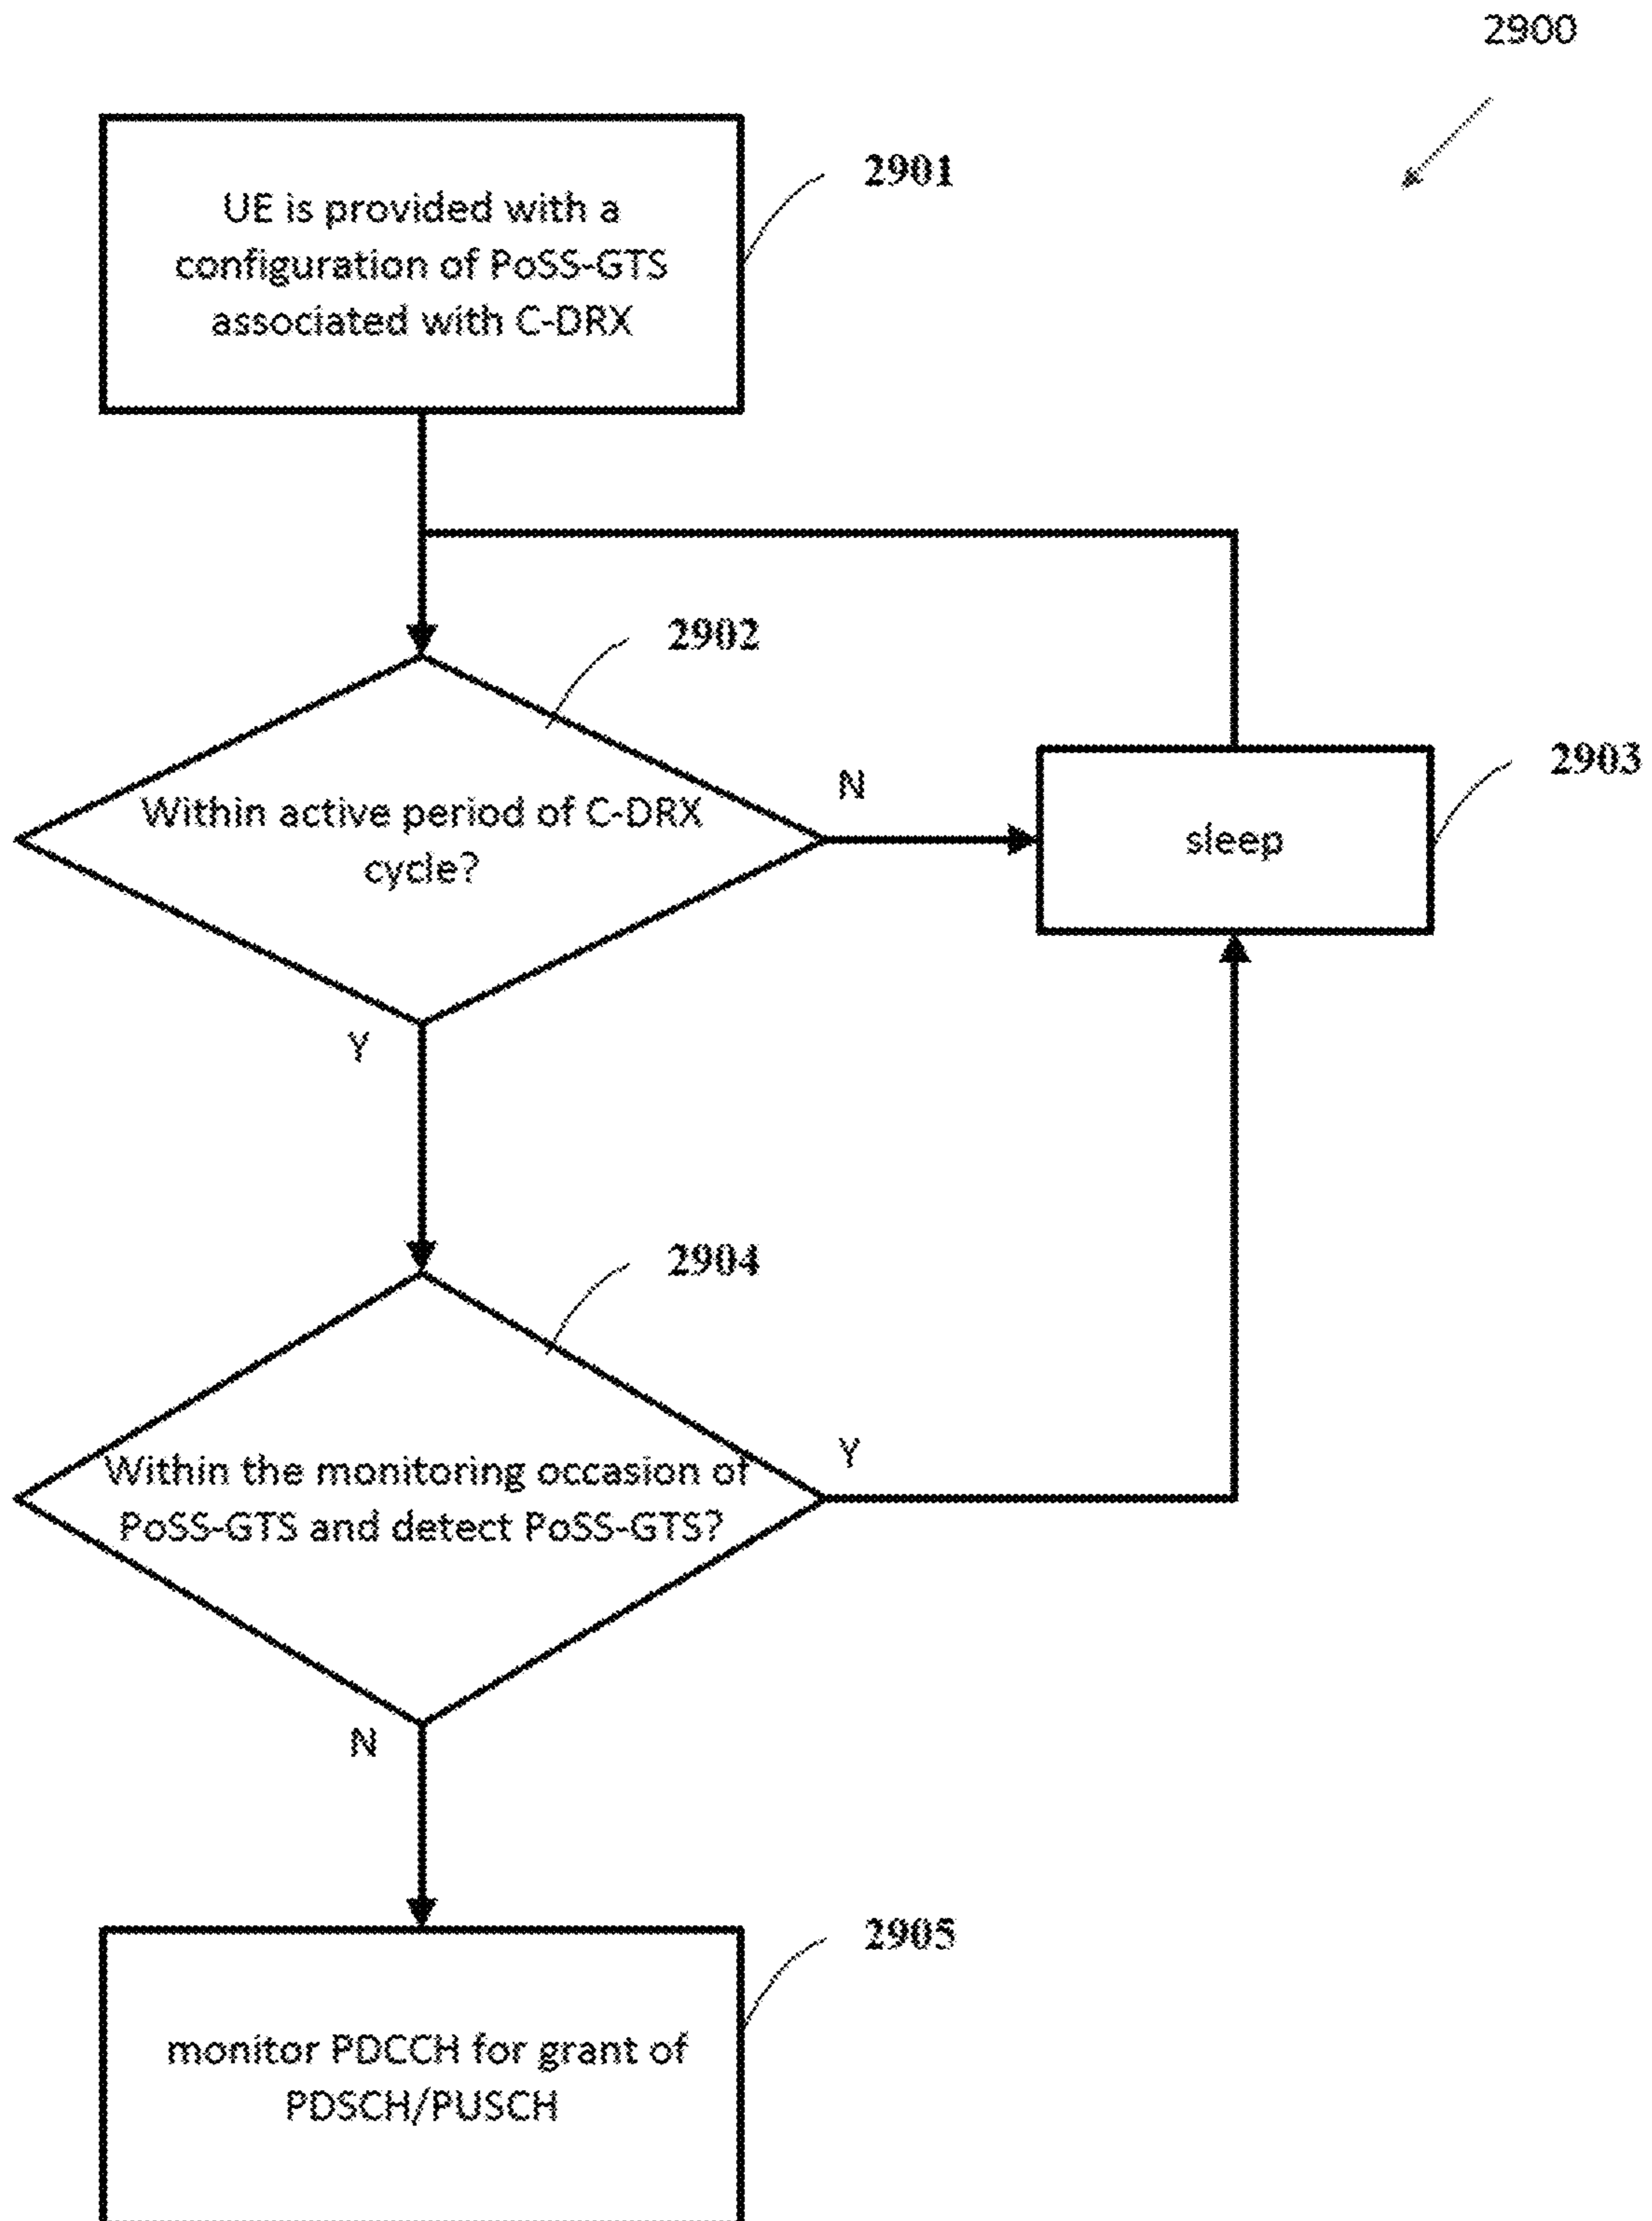 2900
UE is provided with a
configuration of PoSS-GTS
associated with C-DRX
2901
2902
Within active period of C-DRX
cycle?
N
2903
sleep
Y
2904
Within the monitoring occasion of
PoSS-GTS and detect PoSS-GTS?
Y
N
2905
monitor PDCCH for grant of
PDSCH/PUSCH